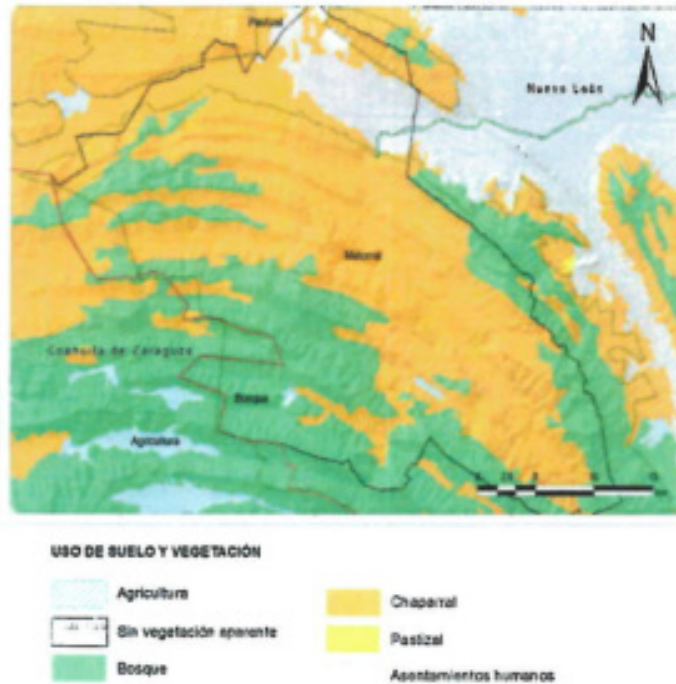 Pastizal
N
Nuevo León
Matorral
Coahuila de Zaragoza
Bosque
Agricultura
USO DE SUELO Y VEGETACIÓN
Agricultura
Sin vegetación aparente
Bosque
Chaparral
Pastizal
Asentamientos humanos